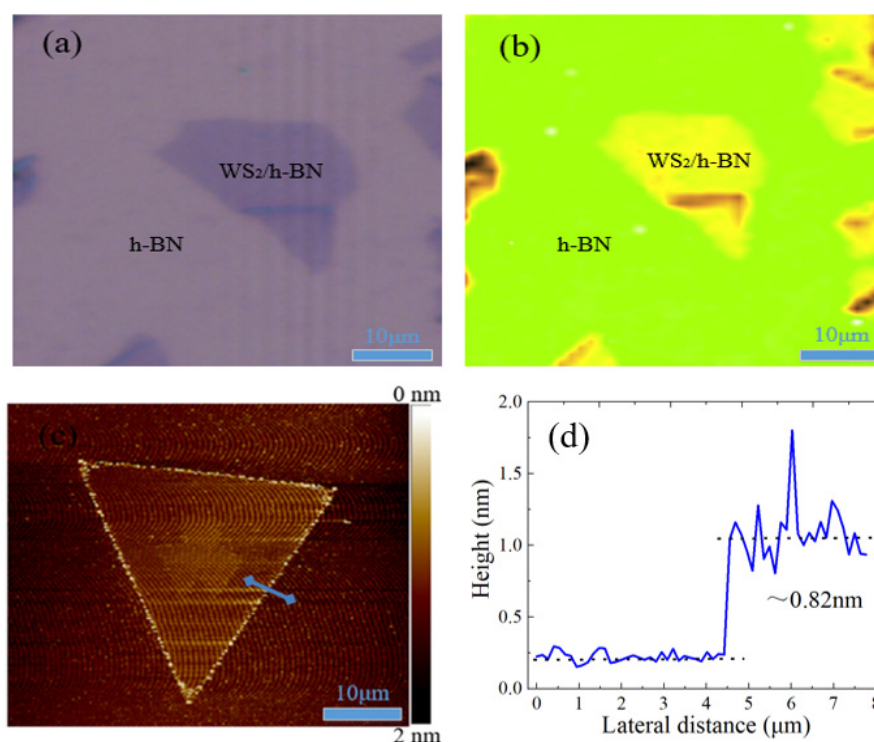 (a)
WS₂/h-BN
h-BN
10μm
(b)
WS₂/h-BN
h-BN
10μm
(c)
0 nm
10μm
2 nm
(d)
2.0
1.5
1.0
0.5
0.0
Height (nm)
～0.82nm
0 1 2 3 4 5 6 7 8
Lateral distance (μm)